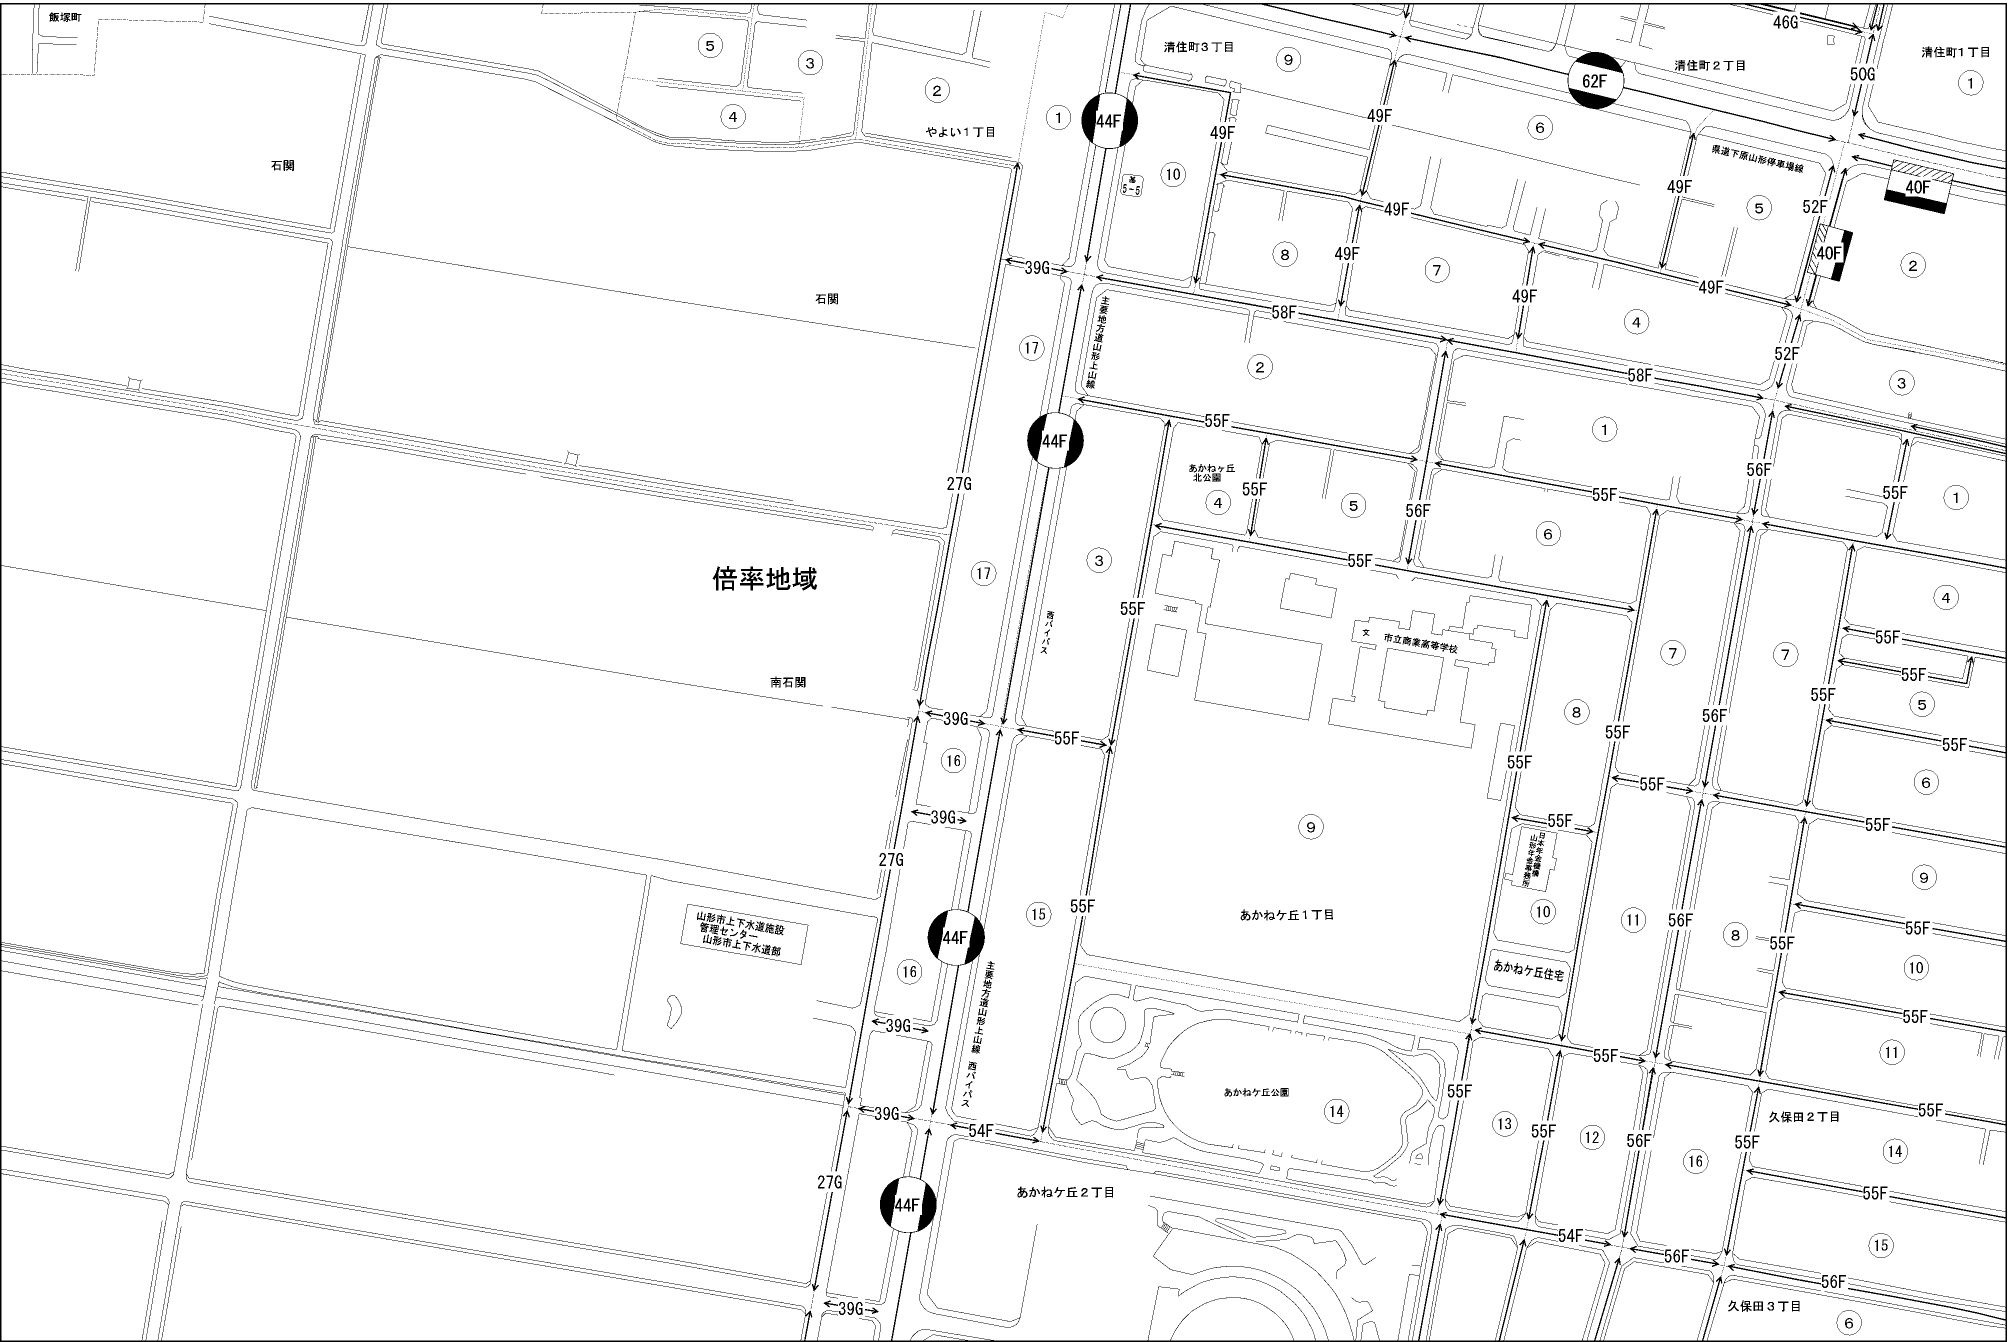 飯塚町
石関
⑤
③
②
④
やよい1丁目
①
44F
清住町3丁目
⑨
46G
清住町2丁目
62F
50G
清住町1丁目
①
49F
49F
⑥
⑩
5-5
49F
49F
県道下原山形停車場線
⑤
52F
40F
40F
②
⑧
49F
⑦
49F
49F
④
石関
39G
58F
主要地方道山形上山線
⑰
②
58F
52F
③
①
55F
44F
あかねヶ丘
北公園
④
55F
⑤
56F
55F
56F
55F
①
27G
⑥
③
55F
倍率地域
⑰
西バイパス
55F
文
市立商業高等学校
④
55F
55F
⑤
⑦
⑦
55F
南石関
39G
55F
⑧
55F
56F
55F
⑯
55F
55F
⑥
39G
⑨
55F
55F
27G
日本年金機構
山形年金事務所
⑨
山形市上下水道施設
管理センター
山形市上下水道部
⑮
55F
あかねケ丘1丁目
⑩
⑪
56F
⑧
55F
55F
44F
⑯
主要地方道山形上山線 西バイパス
あかねケ丘住宅
⑩
39G
55F
55F
⑪
あかねケ丘公園
⑭
55F
39G
54F
⑬
55F
⑫
56F
⑯
55F
久保田2丁目
55F
⑭
27G
44F
あかねケ丘2丁目
55F
54F
56F
⑮
56F
39G
久保田3丁目
⑥